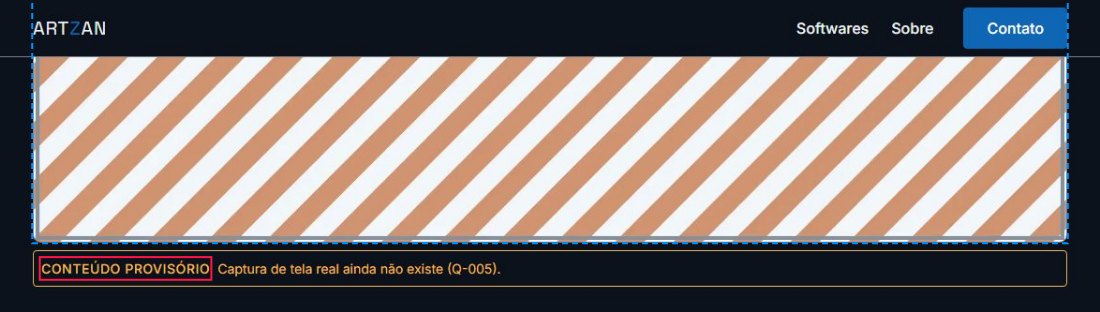 ARTZAN
Softwares Sobre Contato
CONTEÚDO PROVISÓRIO Captura de tela real ainda não existe (Q-005).